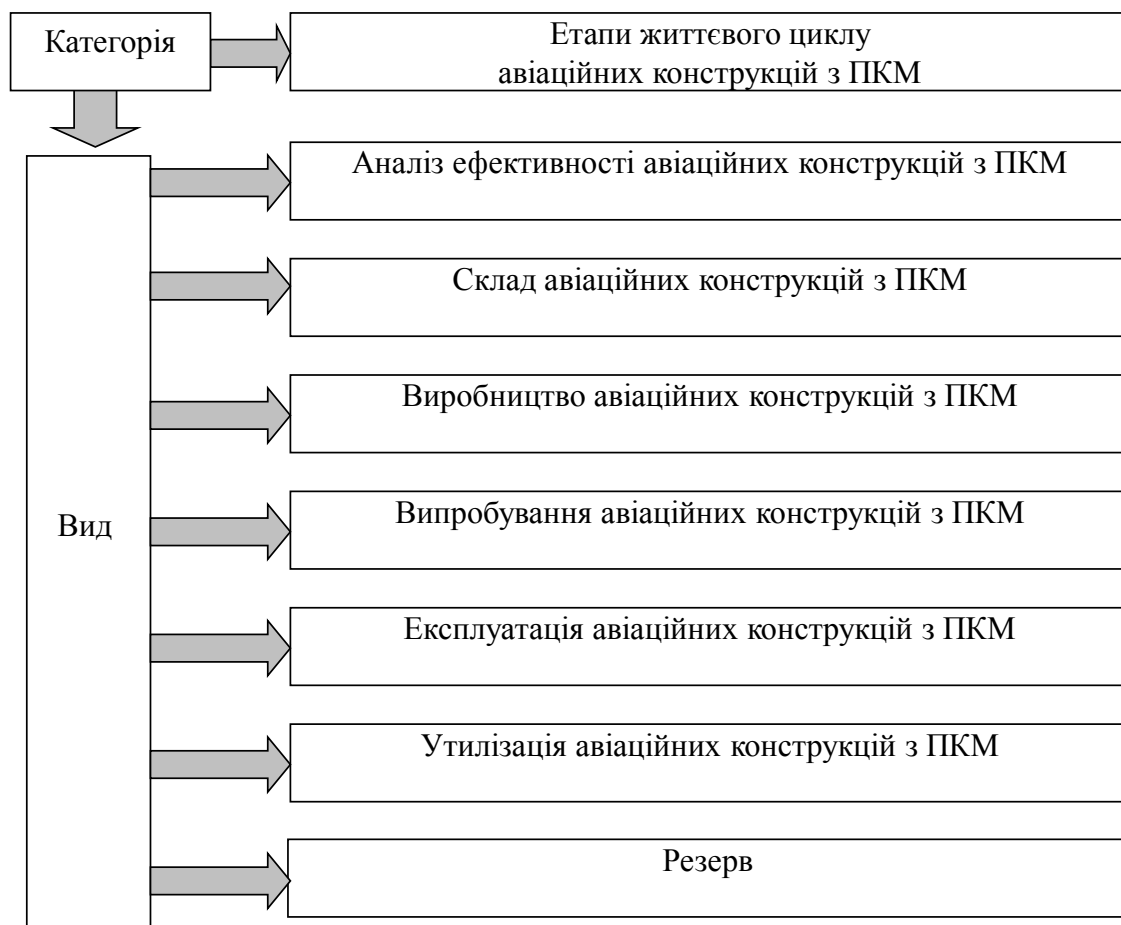 Категорія
Етапи життєвого циклу
авіаційних конструкцій з ПКМ
Аналіз ефективності авіаційних конструкцій з ПКМ
Склад авіаційних конструкцій з ПКМ
Виробництво авіаційних конструкцій з ПКМ
Вид
Випробування авіаційних конструкцій з ПКМ
Експлуатація авіаційних конструкцій з ПКМ
Утилізація авіаційних конструкцій з ПКМ
Резерв